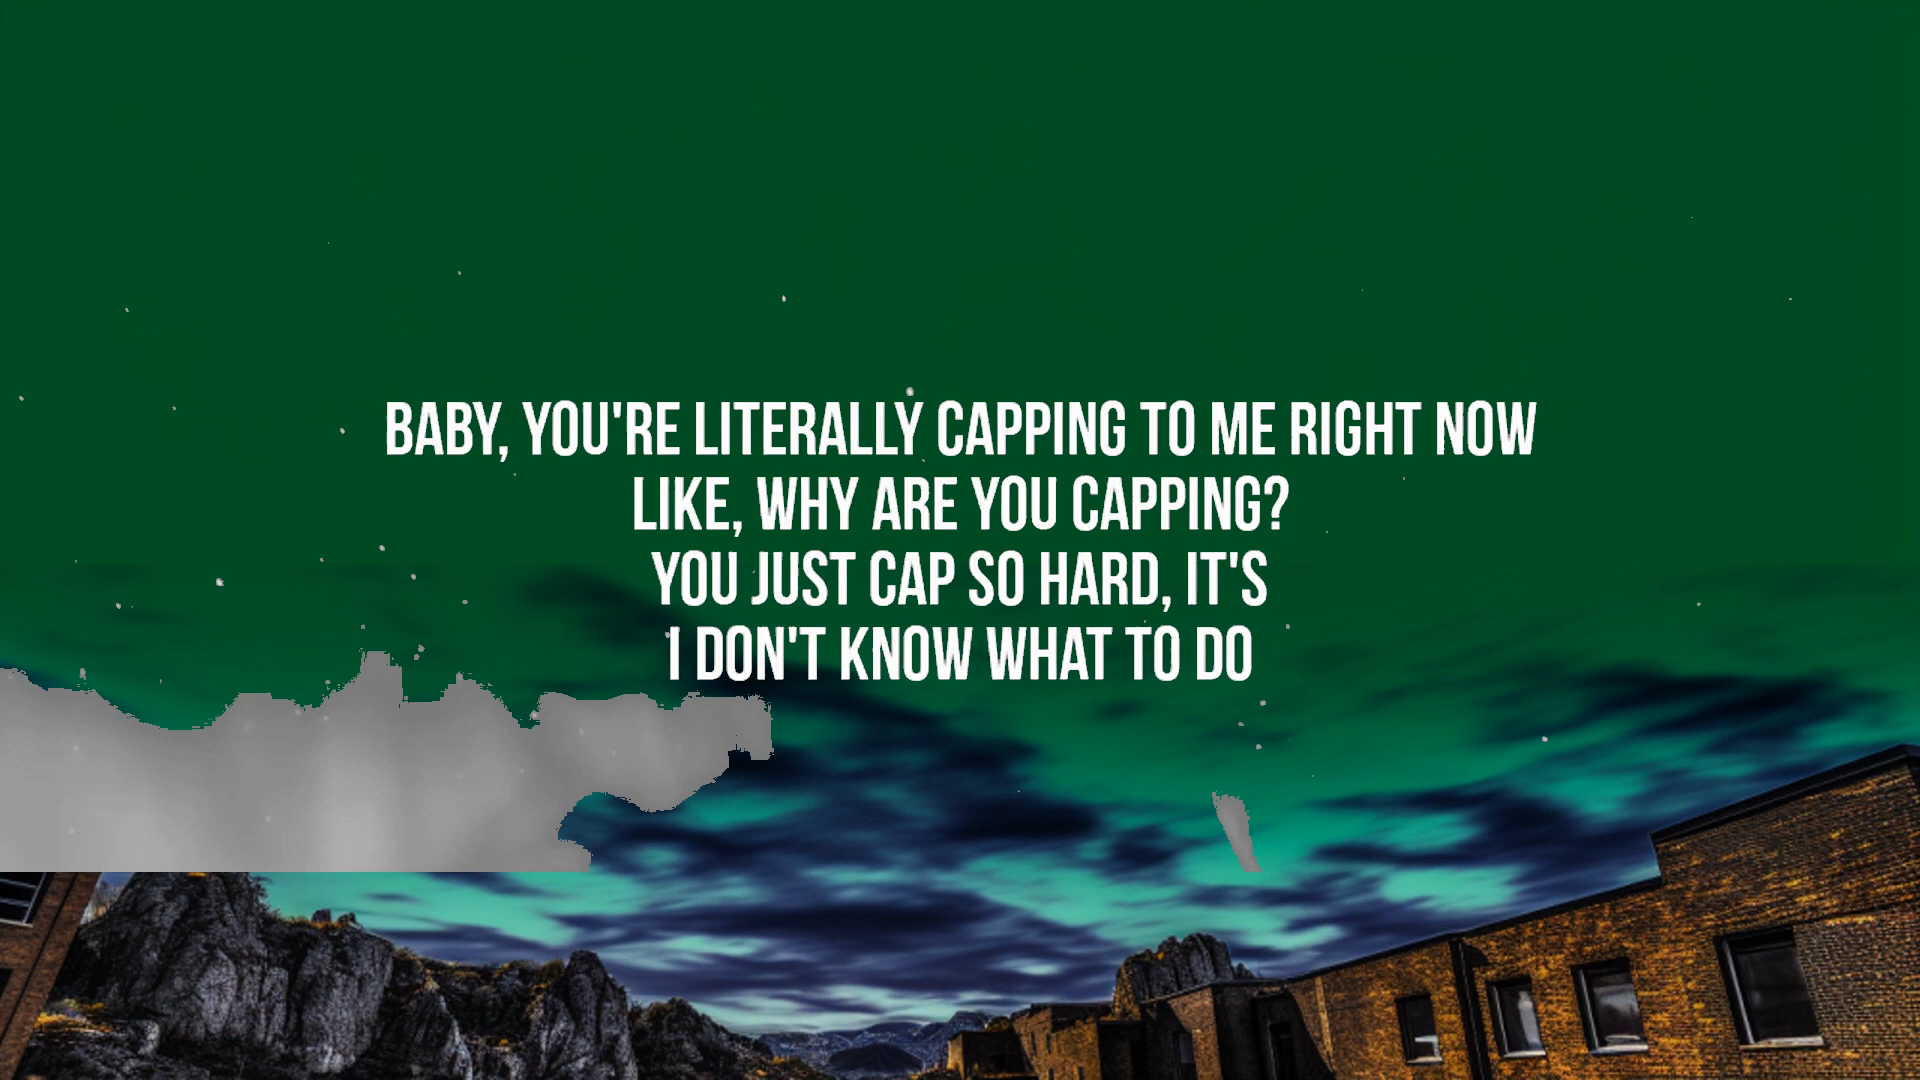 BABY, YOU'RE LITERALLY CAPPING TO ME RIGHT NOW
LIKE, WHY ARE YOU CAPPING?
YOU JUST CAP SO HARD, IT'S
I DON'T KNOW WHAT TO DO